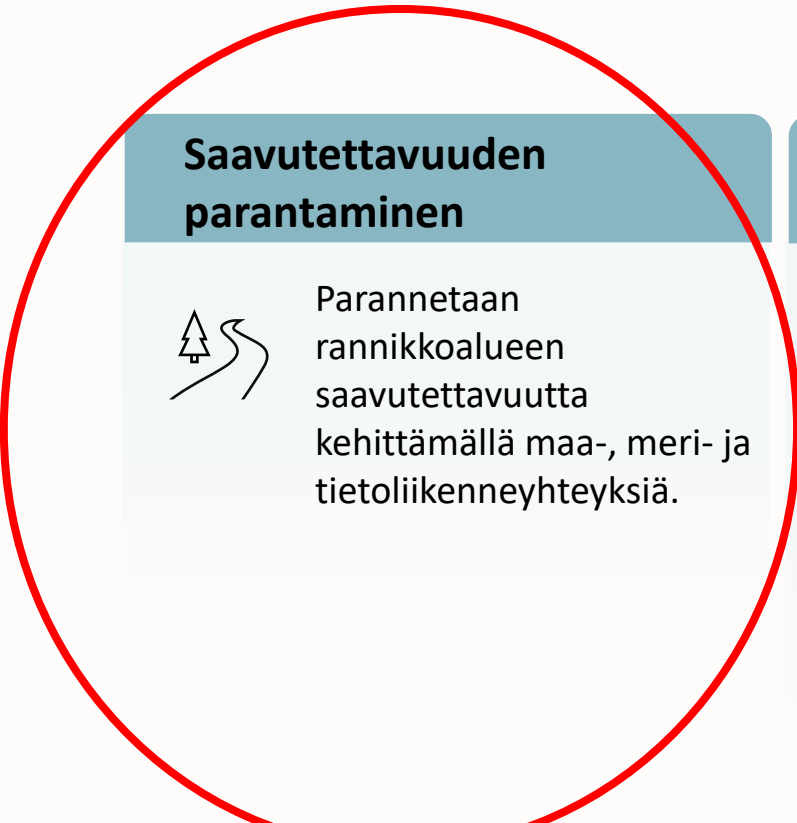 Saavutettavuuden
parantaminen
Parannetaan
rannikkoalueen
saavutettavuutta
kehittämällä maa-, meri- ja
tietoliikenneyhteyksiä.